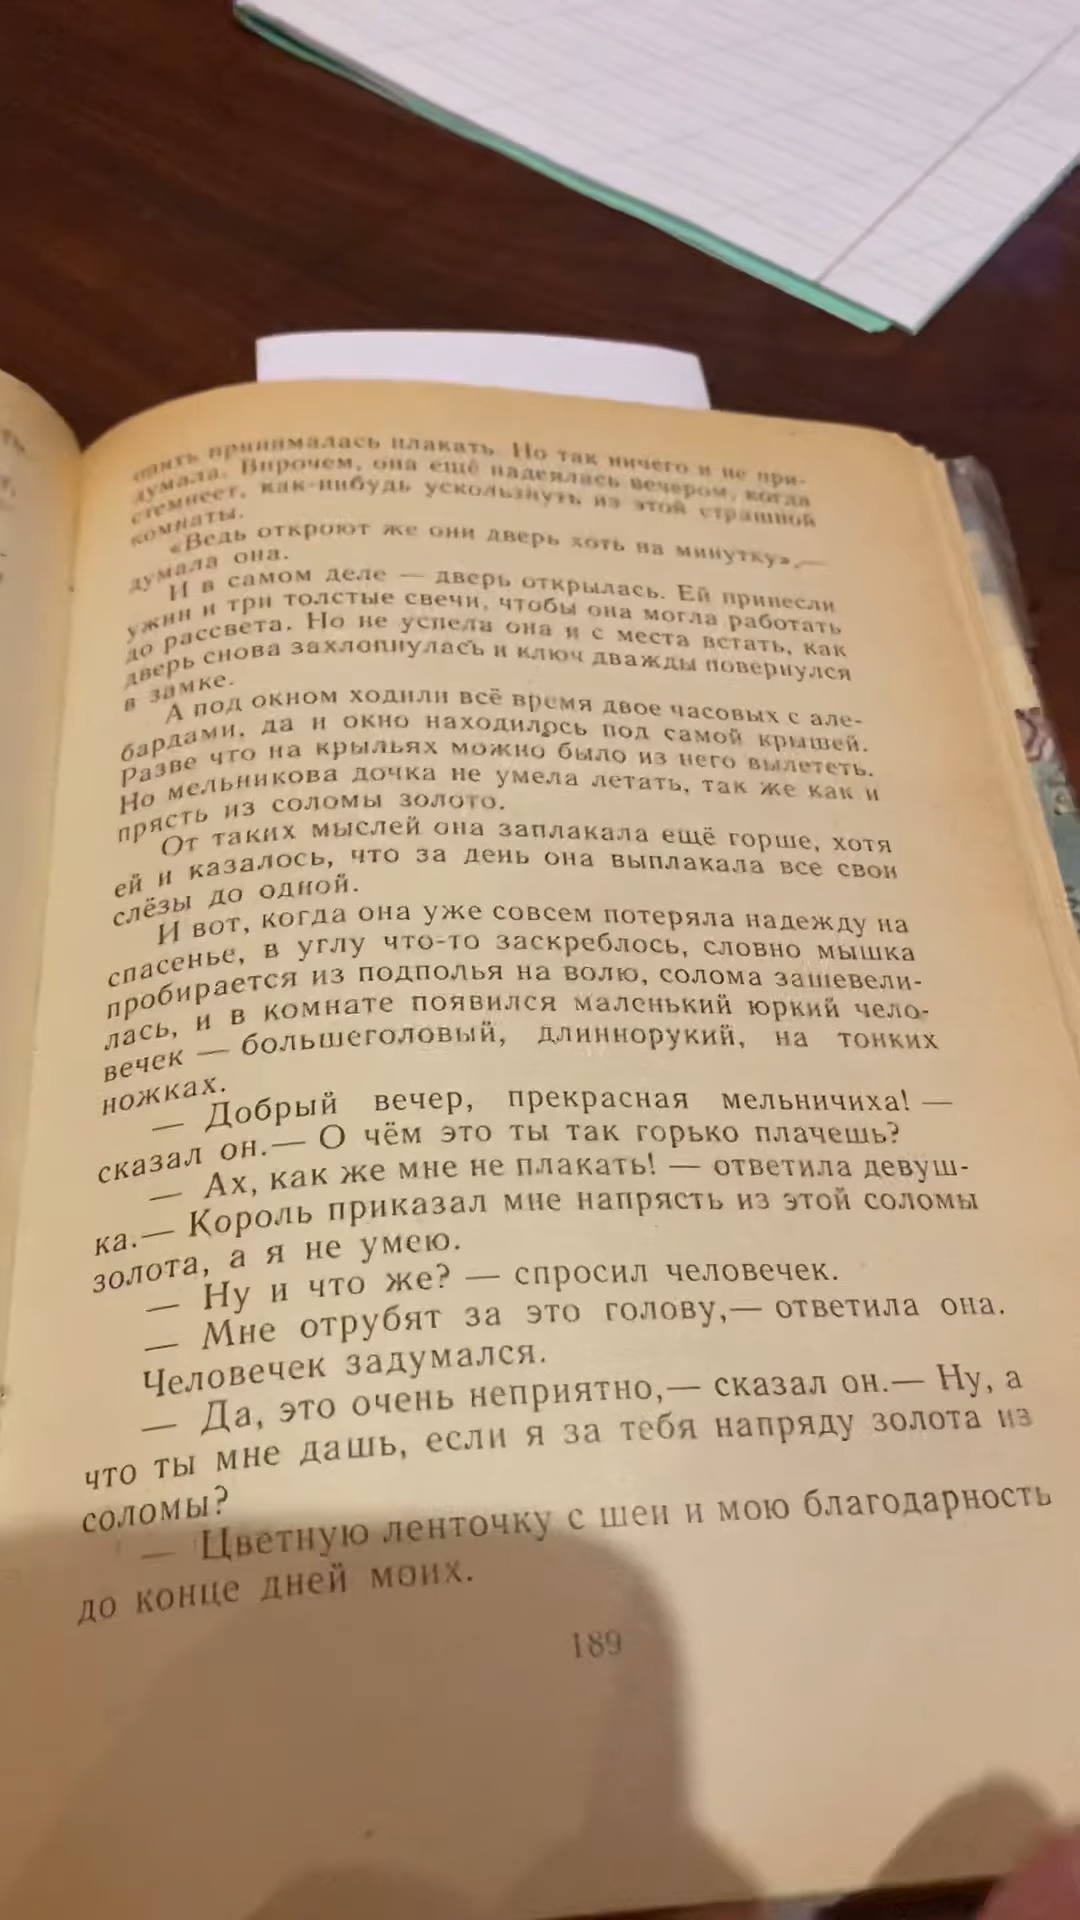 опять принималась плакать. Но так ничего и не при-
думала. Впрочем, она ещё надеялась вечером, когда
стемнеет, как-нибудь ускользнуть из этой страшной
комнаты.
«Ведь откроют же они дверь хоть на минутку»,—
думала она.
И в самом деле — дверь открылась. Ей принесли
ужин и три толстые свечи, чтобы она могла работать
до рассвета. Но не успела она и с места встать, как
дверь снова захлопнулась и ключ дважды повернулся
в замке.
А под окном ходили всё время двое часовых с але-
бардами, да и окно находилось под самой крышей.
Разве что на крыльях можно было из него вылететь.
Но мельникова дочка не умела летать, так же как и
прясть из соломы золото.
От таких мыслей она заплакала ещё горше, хотя
ей и казалось, что за день она выплакала все свои
слёзы до одной.
И вот, когда она уже совсем потеряла надежду на
спасенье, в углу что-то заскреблось, словно мышка
пробирается из подполья на волю, солома зашевели-
лась, и в комнате появился маленький юркий чело-
вечек — большеголовый, длиннорукий, на тонких
ножках.
— Добрый вечер, прекрасная мельничиха! —
сказал он.— О чём это ты так горько плачешь?
— Ах, как же мне не плакать! — ответила девуш-
ка.— Король приказал мне напрясть из этой соломы
золота, а я не умею.
— Ну и что же? — спросил человечек.
— Мне отрубят за это голову,— ответила она.
Человечек задумался.
— Да, это очень неприятно,— сказал он.— Ну, а
что ты мне дашь, если я за тебя напряду золота из
соломы?
— Цветную ленточку с шеи и мою благодарность
до конце дней моих.
189